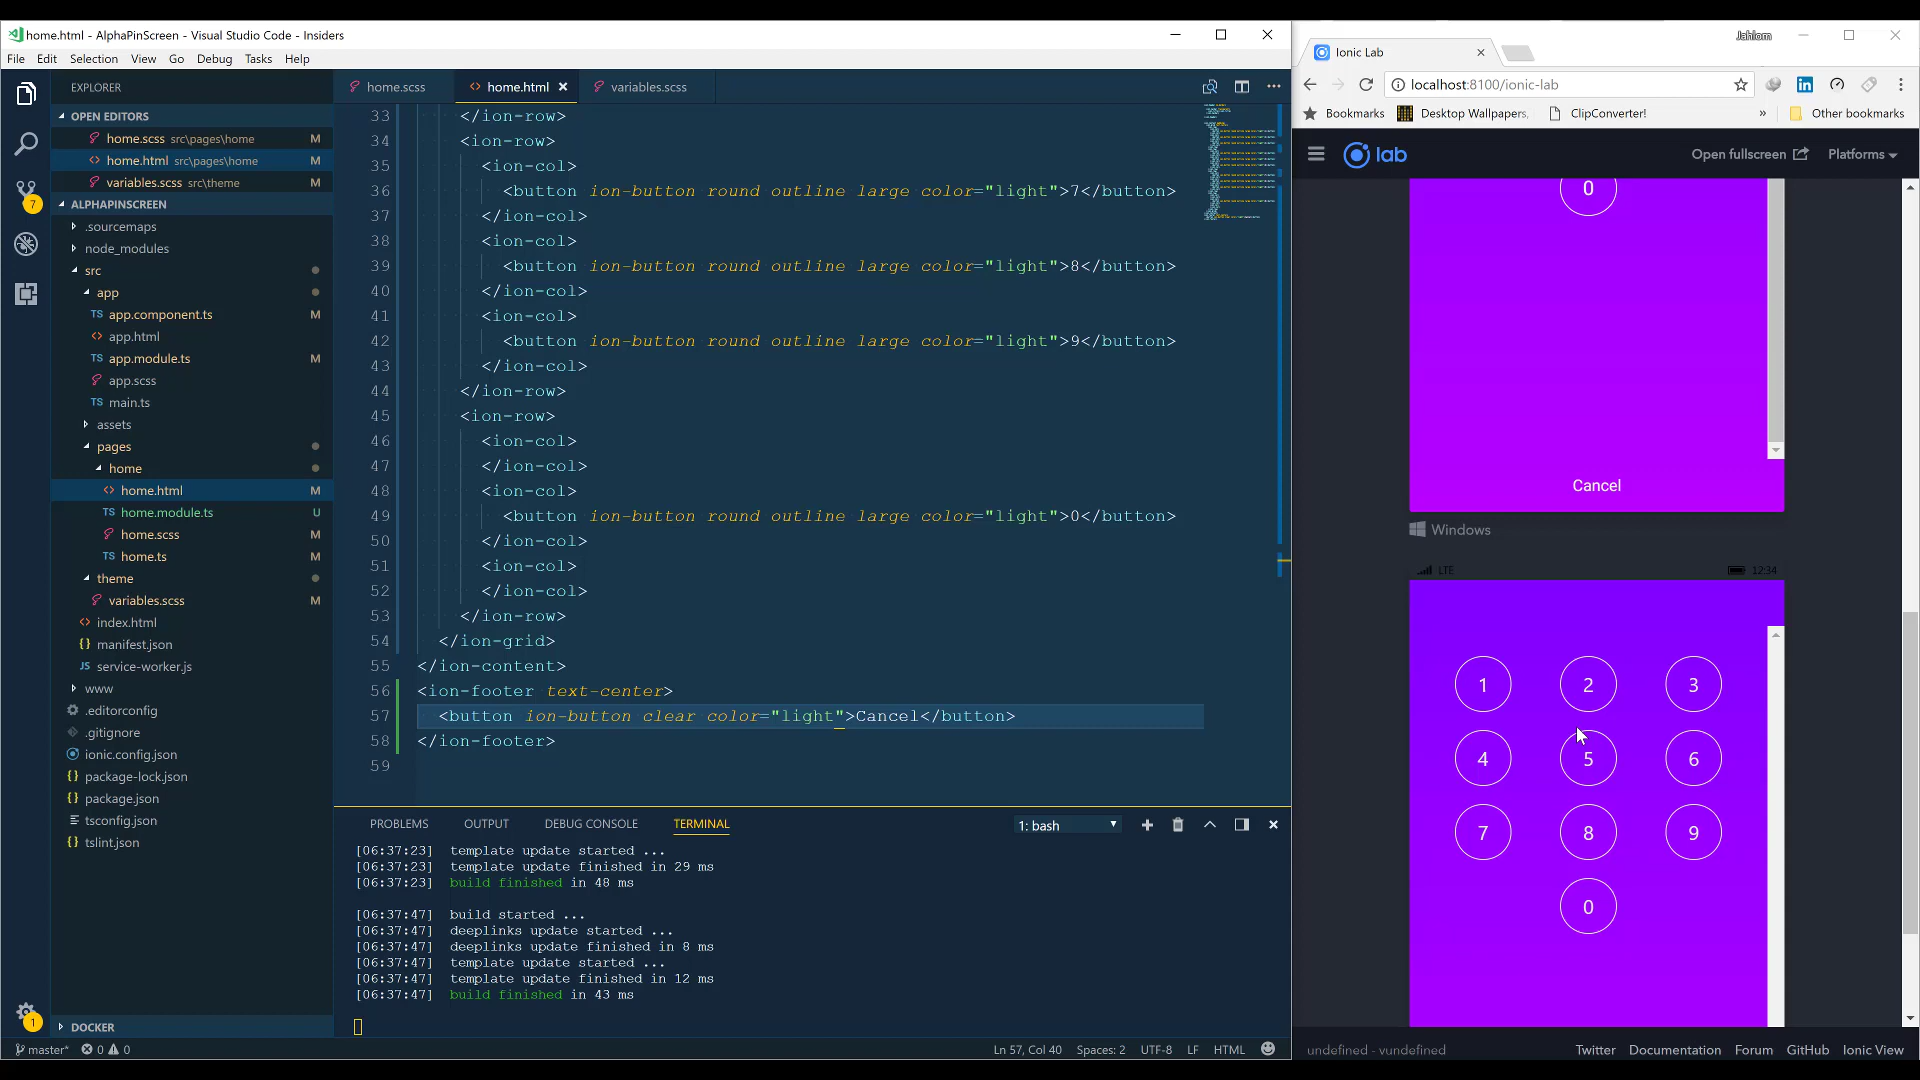 home.html - AlphaPinScreen - Visual Studio Code - Insiders
File Edit Selection View Go Debug Tasks Help
EXPLORER
OPEN EDITORS
home.scss src\pages\home M
home.html src\pages\home M
variables.scss src\theme M
7
ALPHAPINSCREEN
.sourcemaps
node_modules
src
app
TS app.component.ts M
app.html
TS app.module.ts M
app.scss
TS main.ts
assets
pages
home
home.html M
TS home.module.ts U
home.scss M
TS home.ts M
theme
variables.scss M
index.html
{} manifest.json
JS service-worker.js
www
.editorconfig
.gitignore
ionic.config.json
{} package-lock.json
{} package.json
tsconfig.json
tslint.json
1
DOCKER
home.scss
home.html
variables.scss
33 </ion-row>
34 <ion-row>
35 <ion-col>
36 <button ion-button round outline large color="light">7</button>
37 </ion-col>
38 <ion-col>
39 <button ion-button round outline large color="light">8</button>
40 </ion-col>
41 <ion-col>
42 <button ion-button round outline large color="light">9</button>
43 </ion-col>
44 </ion-row>
45 <ion-row>
46 <ion-col>
47 </ion-col>
48 <ion-col>
49 <button ion-button round outline large color="light">0</button>
50 </ion-col>
51 <ion-col>
52 </ion-col>
53 </ion-row>
54 </ion-grid>
55 </ion-content>
56 <ion-footer text-center>
57 <button ion-button clear color="light">Cancel</button>
58 </ion-footer>
59
PROBLEMS OUTPUT DEBUG CONSOLE TERMINAL 1: bash
[06:37:23] template update started ...
[06:37:23] template update finished in 29 ms
[06:37:23] build finished in 48 ms
[06:37:47] build started ...
[06:37:47] deeplinks update started ...
[06:37:47] deeplinks update finished in 8 ms
[06:37:47] template update started ...
[06:37:47] template update finished in 12 ms
[06:37:47] build finished in 43 ms
master* 0 0 Ln 57, Col 40 Spaces: 2 UTF-8 LF HTML
Jahlom
Ionic Lab
localhost:8100/ionic-lab
Bookmarks Desktop Wallpapers, ClipConverter! » Other bookmarks
lab Open fullscreen Platforms
0
Cancel
Windows
LTE 12:34
1 2 3
4 5 6
7 8 9
0
undefined - vundefined Twitter Documentation Forum GitHub Ionic View